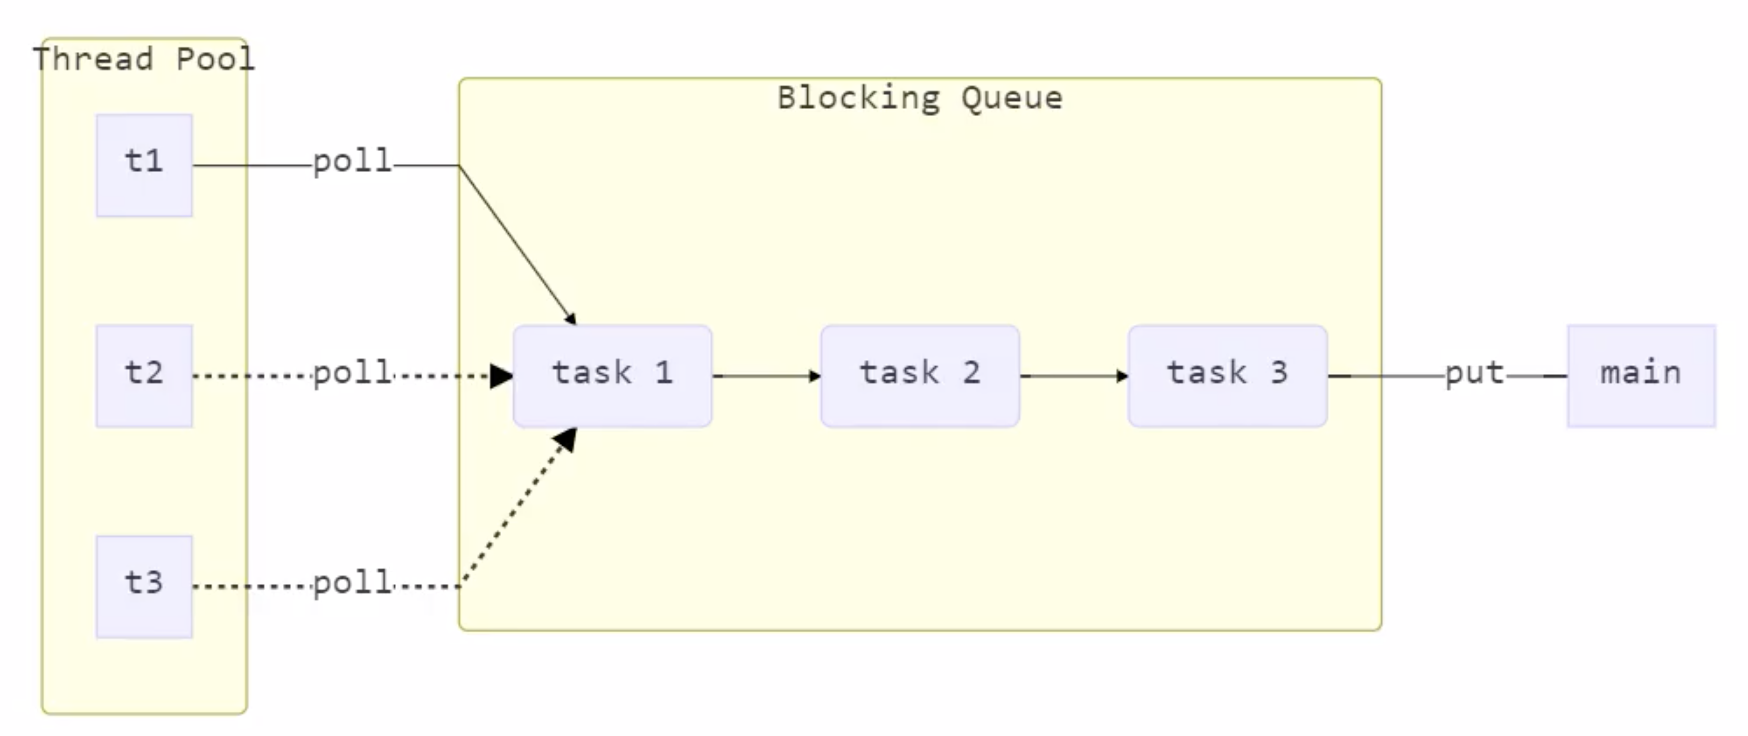 Thread Pool
Blocking Queue
t1
poll
t2
poll
task 1
task 2
task 3
put
main
t3
poll